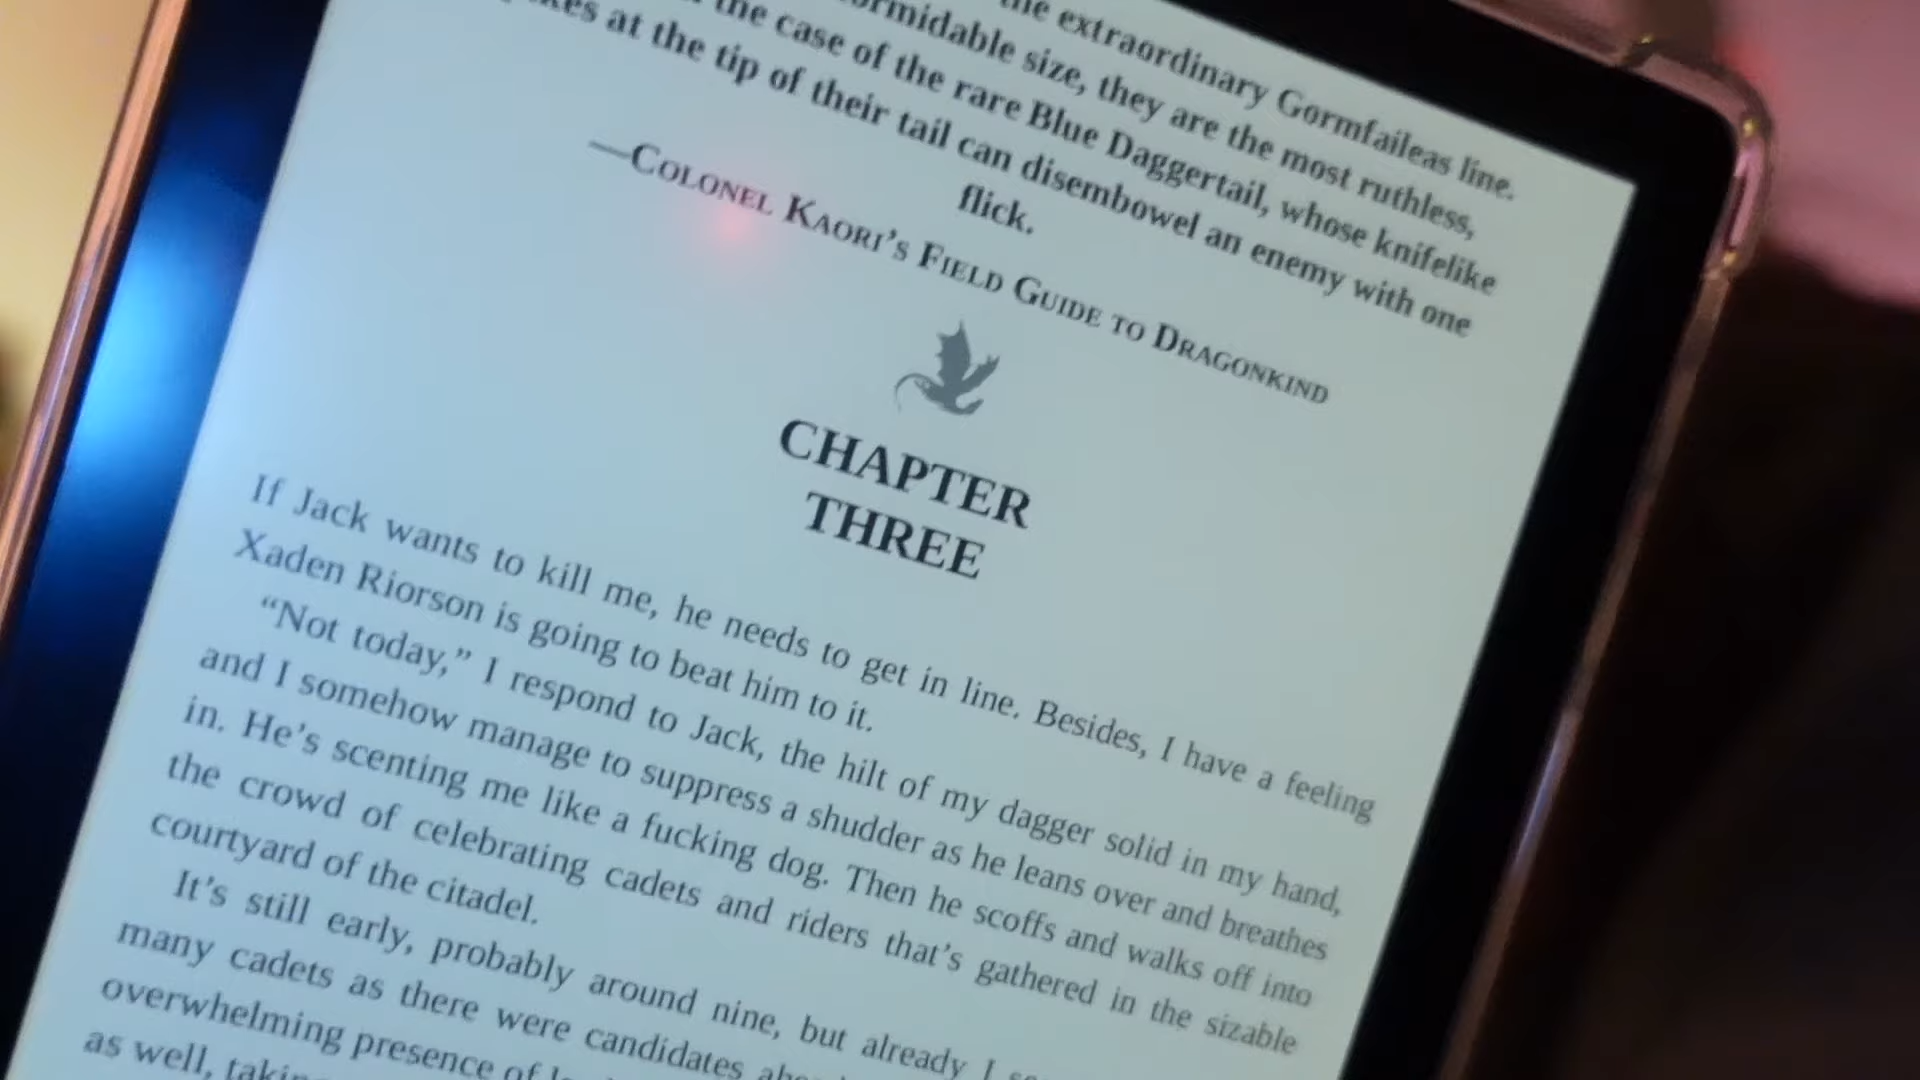 the extraordinary Gormfaileas line.
size, they are the most ruthless,
the case of the rare Blue Daggertail, whose knifelike
at the tip of their tail can disembowel an enemy with one
flick.
—COLONEL KAORI’S FIELD GUIDE TO DRAGONKIND
CHAPTER
THREE
If Jack wants to kill me, he needs to get in line. Besides, I have a feeling
Xaden Riorson is going to beat him to it.
“Not today,” I respond to Jack, the hilt of my dagger solid in my hand,
and I somehow manage to suppress a shudder as he leans over and breathes
in. He’s scenting me like a fucking dog. Then he scoffs and walks off into
the crowd of celebrating cadets and riders that’s gathered in the sizable
courtyard of the citadel.
It’s still early, probably around nine, but already I
many cadets as there were candidates
overwhelming presence of
as well,